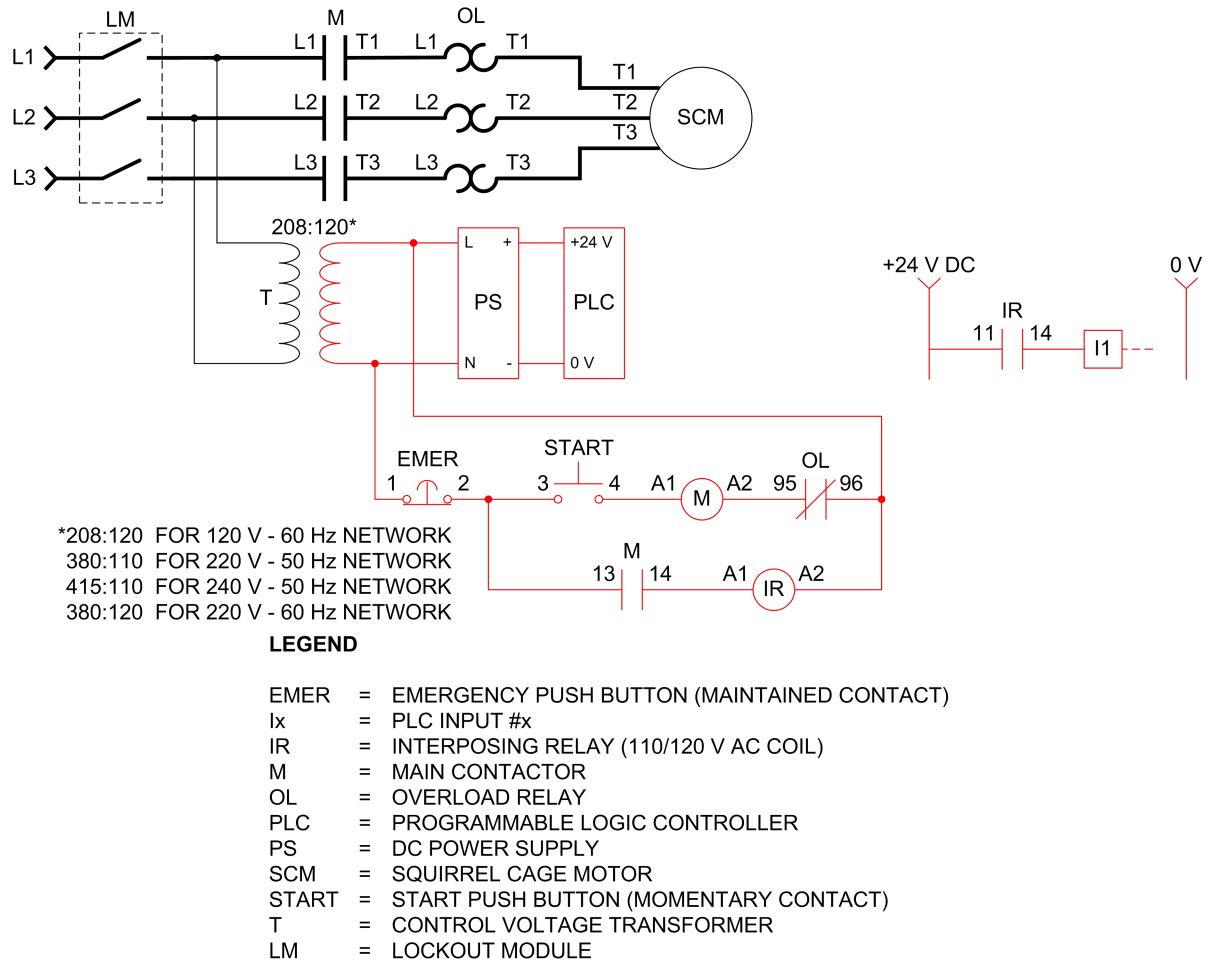 LM M OL
L1 L1 T1 L1 T1
T1
L2 L2 T2 L2 T2 T2 SCM
T3
L3 L3 T3 L3 T3
208:120*
L + +24 V
T PS PLC
N - 0 V
+24 V DC 0 V
IR
11 14 I1
EMER START OL
1 2 3 4 A1 M A2 95 96
M
13 14 A1 IR A2
*208:120 FOR 120 V - 60 Hz NETWORK
380:110 FOR 220 V - 50 Hz NETWORK
415:110 FOR 240 V - 50 Hz NETWORK
380:120 FOR 220 V - 60 Hz NETWORK
LEGEND
EMER = EMERGENCY PUSH BUTTON (MAINTAINED CONTACT)
Ix = PLC INPUT #x
IR = INTERPOSING RELAY (110/120 V AC COIL)
M = MAIN CONTACTOR
OL = OVERLOAD RELAY
PLC = PROGRAMMABLE LOGIC CONTROLLER
PS = DC POWER SUPPLY
SCM = SQUIRREL CAGE MOTOR
START = START PUSH BUTTON (MOMENTARY CONTACT)
T = CONTROL VOLTAGE TRANSFORMER
LM = LOCKOUT MODULE